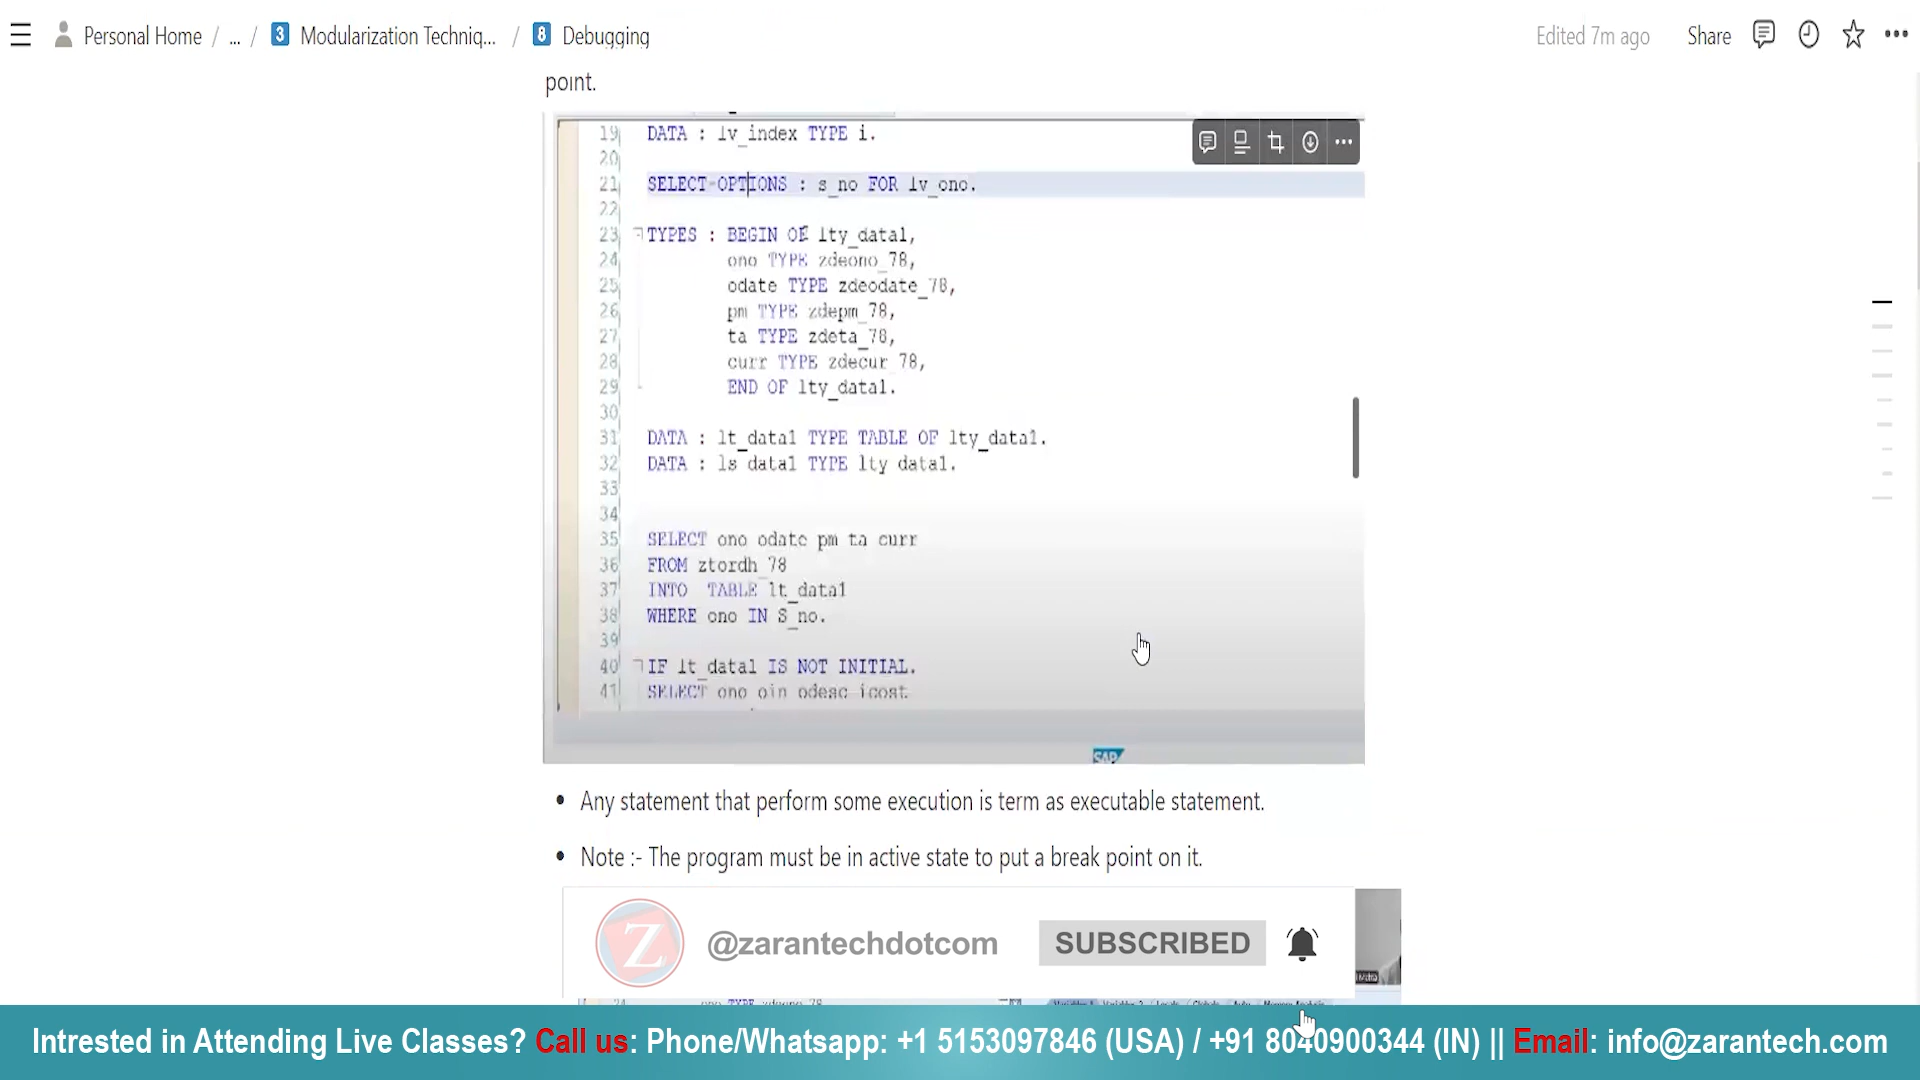 Personal Home / ... / 3 Modularization Techniq... / 8 Debugging Edited 7m ago Share
point.
19 DATA : lv_index TYPE i.
20
21 SELECT-OPTIONS : s_no FOR lv_ono.
22
23 TYPES : BEGIN OF lty_data1,
24 ono TYPE zdeono_78,
25 odate TYPE zdeodate_78,
26 pm TYPE zdepm_78,
27 ta TYPE zdeta_78,
28 curr TYPE zdecur_78,
29 END OF lty_data1.
30
31 DATA : lt_data1 TYPE TABLE OF lty_data1.
32 DATA : ls_data1 TYPE lty_data1.
33
34
35 SELECT ono odate pm ta curr
36 FROM ztordh_78
37 INTO TABLE lt_data1
38 WHERE ono IN S_no.
39
40 IF lt_data1 IS NOT INITIAL.
41 SELECT ono oin odesc icost
SAP
• Any statement that perform some execution is term as executable statement.
• Note :- The program must be in active state to put a break point on it.
Z @zarantechdotcom SUBSCRIBED
Intrested in Attending Live Classes? Call us: Phone/Whatsapp: +1 5153097846 (USA) / +91 8040900344 (IN) || Email: info@zarantech.com